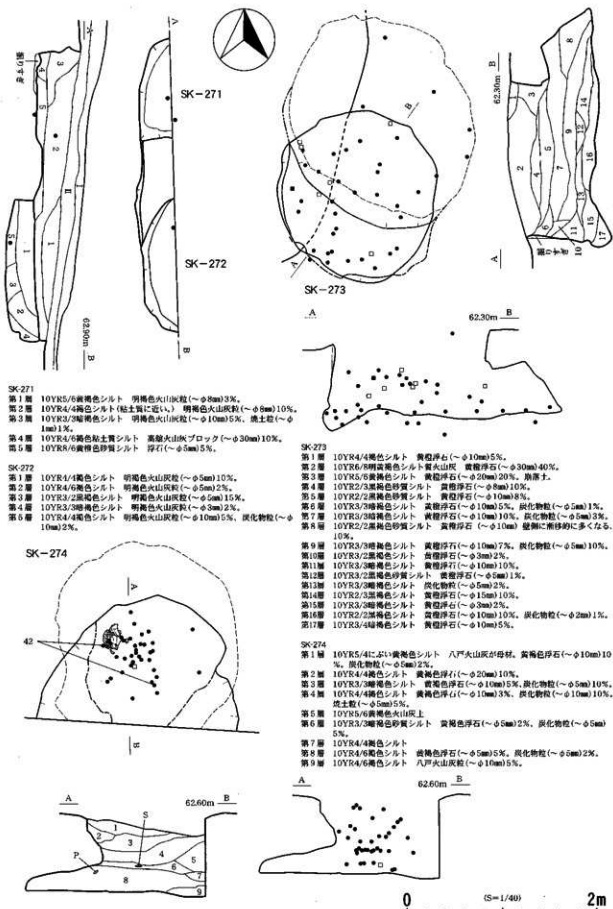 SK-271
SK-272
SK-273
A
B
62.90m
62.30m
SK-271
第1層 10YR5/6黄褐色シルト 明褐色火山灰粒(～φ8㎜)3%。
第2層 10YR4/4褐色シルト(粘土質に近い。) 明褐色火山灰粒(～φ8㎜)10%。
第3層 10YR3/3暗褐色シルト 明褐色火山灰粒(～φ10㎜)5%、焼土粒(～φ1㎜)1%。
第4層 10YR4/6褐色粘土質シルト 高舘火山灰ブロック(～φ30㎜)10%。
第5層 10YR6/8黄橙色砂質シルト 浮石(～φ5㎜)5%。
SK-272
第1層 10YR4/4褐色シルト 明褐色火山灰粒(～φ5㎜)10%。
第2層 10YR4/6褐色シルト 明褐色火山灰粒(～φ5㎜)2%。
第3層 10YR3/2黒褐色シルト 明褐色火山灰粒(～φ5㎜)15%。
第4層 10YR3/3暗褐色シルト 明褐色火山灰粒(～φ3㎜)2%。
第5層 10YR4/4褐色シルト 明褐色火山灰粒(～φ10㎜)5%、炭化物粒(～φ10㎜)2%。
A
62.30m B
SK-273
第1層 10YR4/4褐色シルト 黄橙浮石(～φ10㎜)5%。
第2層 10YR6/8明黄褐色シルト質火山灰 黄橙浮石(～φ30㎜)40%。
第3層 10YR5/6黄褐色シルト 黄橙浮石(～φ20㎜)20%。崩落土。
第4層 10YR2/3黒褐色砂質シルト 黄橙浮石(～φ8㎜)10%。
第5層 10YR2/2黒褐色砂質シルト 黄橙浮石(～φ10㎜)8%。
第6層 10YR3/3暗褐色シルト 黄橙浮石(～φ10㎜)5%、炭化物粒(～φ5㎜)1%。
第7層 10YR3/3暗褐色シルト 黄橙浮石(～φ10㎜)10%、炭化物粒(～φ5㎜)3%。
第8層 10YR2/2黒褐色砂質シルト 黄橙浮石(～φ10㎜) 壁側に漸移的に多くなる。10%。
第9層 10YR3/3暗褐色シルト 黄橙浮石(～φ10㎜)7%、炭化物粒(～φ5㎜)10%。
第10層 10YR3/2黒褐色シルト 黄橙浮石(～φ3㎜)2%。
第11層 10YR3/3暗褐色シルト 黄橙浮石(～φ10㎜)10%。
第12層 10YR3/2黒褐色砂質シルト 黄橙浮石(～φ5㎜)1%。
第13層 10YR3/3暗褐色シルト 炭化物粒(～φ5㎜)2%。
第14層 10YR2/3黒褐色シルト 黄橙浮石(～φ15㎜)10%。
第15層 10YR3/3暗褐色シルト 黄橙浮石(～φ3㎜)2%。
第16層 10YR2/2黒褐色シルト 黄橙浮石(～φ10㎜)10%、炭化物粒(～φ2㎜)1%。
第17層 10YR3/4暗褐色シルト 黄橙浮石(～φ10㎜)5%。
SK-274
第1層 10YR5/4にぶい黄褐色シルト 八戸火山灰が母材。黄褐色浮石(～φ10㎜)10%、炭化物粒(～φ5㎜)2%。
第2層 10YR4/4褐色シルト 黄褐色浮石(～φ20㎜)10%。
第3層 10YR3/3暗褐色シルト 黄褐色浮石(～φ10㎜)5%、炭化物粒(～φ5㎜)10%。
第4層 10YR4/4褐色シルト 黄褐色浮石(～φ10㎜)3%、炭化物粒(～φ10㎜)10%。焼土粒(～φ5㎜)5%。
第5層 10YR5/6黄褐色火山灰土
第6層 10YR3/3暗褐色砂質シルト 黄褐色浮石(～φ5㎜)2%、炭化物粒(～φ5㎜)5%。
第7層 10YR4/4褐色シルト
第8層 10YR4/6褐色シルト 黄褐色浮石(～φ5㎜)5%、炭化物粒(～φ5㎜)2%。
第9層 10YR4/6褐色シルト 八戸火山灰粒(～φ10㎜)5%。
SK-274
A
42
B
A 62.60m B
1
2
3
4
5
6
7
8
9
S
P
A 62.60m B
0 (S=1/40) 2m